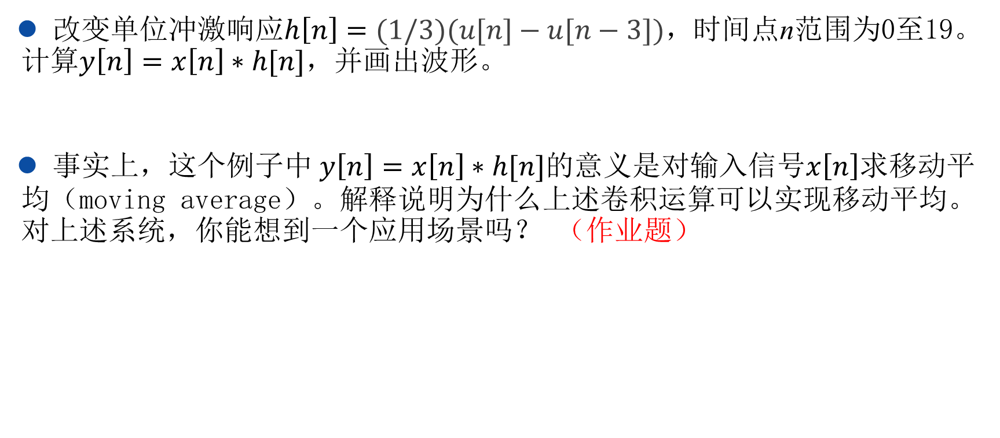 ● 改变单位冲激响应h[n] = (1/3)(u[n] − u[n − 3])，时间点n范围为0至19。
计算y[n] = x[n] ∗ h[n]，并画出波形。
● 事实上，这个例子中 y[n] = x[n] ∗ h[n]的意义是对输入信号x[n]求移动平
均（moving average）。解释说明为什么上述卷积运算可以实现移动平均。
对上述系统，你能想到一个应用场景吗？ （作业题）